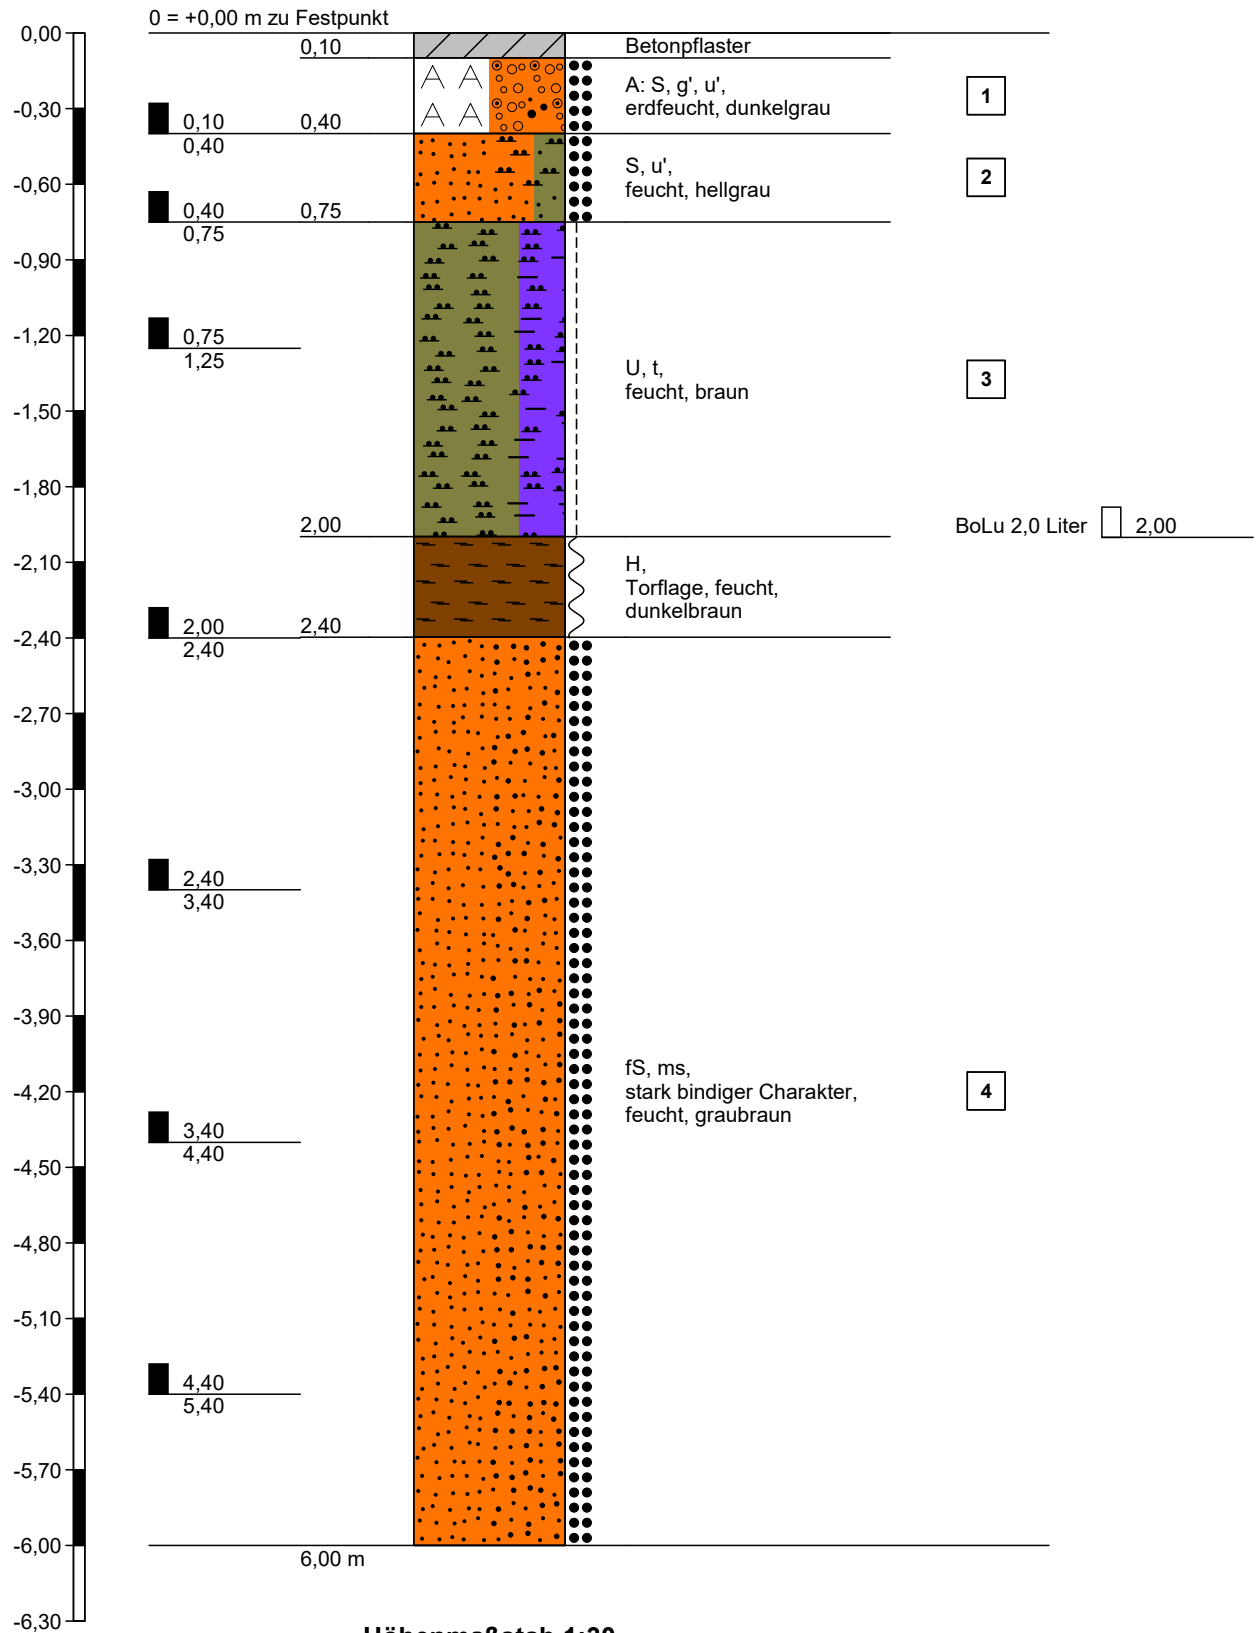 0 = +0,00 m zu Festpunkt
0,00
0,10
Betonpflaster
A: S, g', u',
erdfeucht, dunkelgrau
1
-0,30
0,10
0,40
0,40
S, u',
feucht, hellgrau
2
-0,60
0,40
0,75
0,75
-0,90
-1,20
0,75
1,25
U, t,
feucht, braun
3
-1,50
-1,80
2,00
BoLu 2,0 Liter
2,00
-2,10
H,
Torflage, feucht,
dunkelbraun
2,00
2,40
-2,40
2,40
-2,70
-3,00
-3,30
2,40
3,40
-3,60
-3,90
fS, ms,
stark bindiger Charakter,
feucht, graubraun
4
-4,20
3,40
4,40
-4,50
-4,80
-5,10
4,40
-5,40
5,40
-5,70
-6,00
6,00 m
-6,30
Höhenmaßstab 1:30